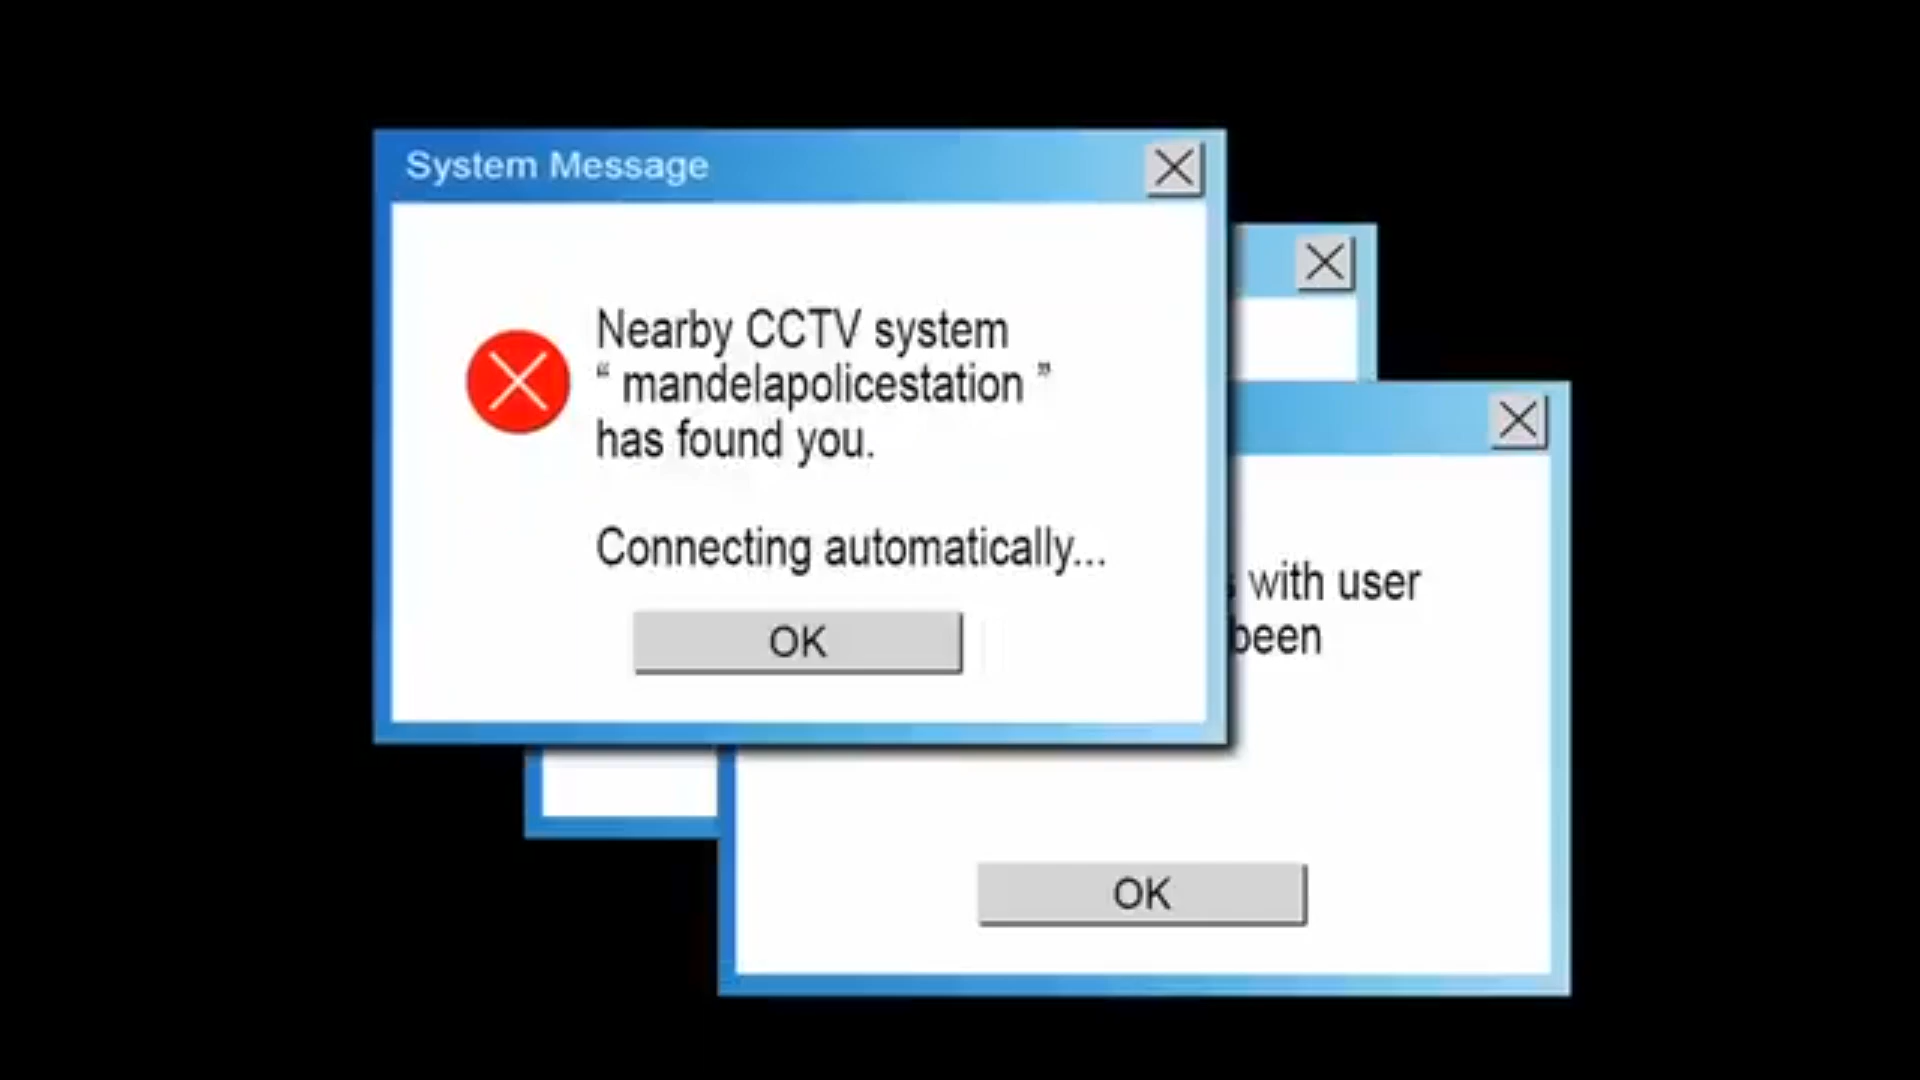 System Message
Nearby CCTV system
“ mandelapolicestation ”
has found you.
Connecting automatically...
OK
with user
been
OK